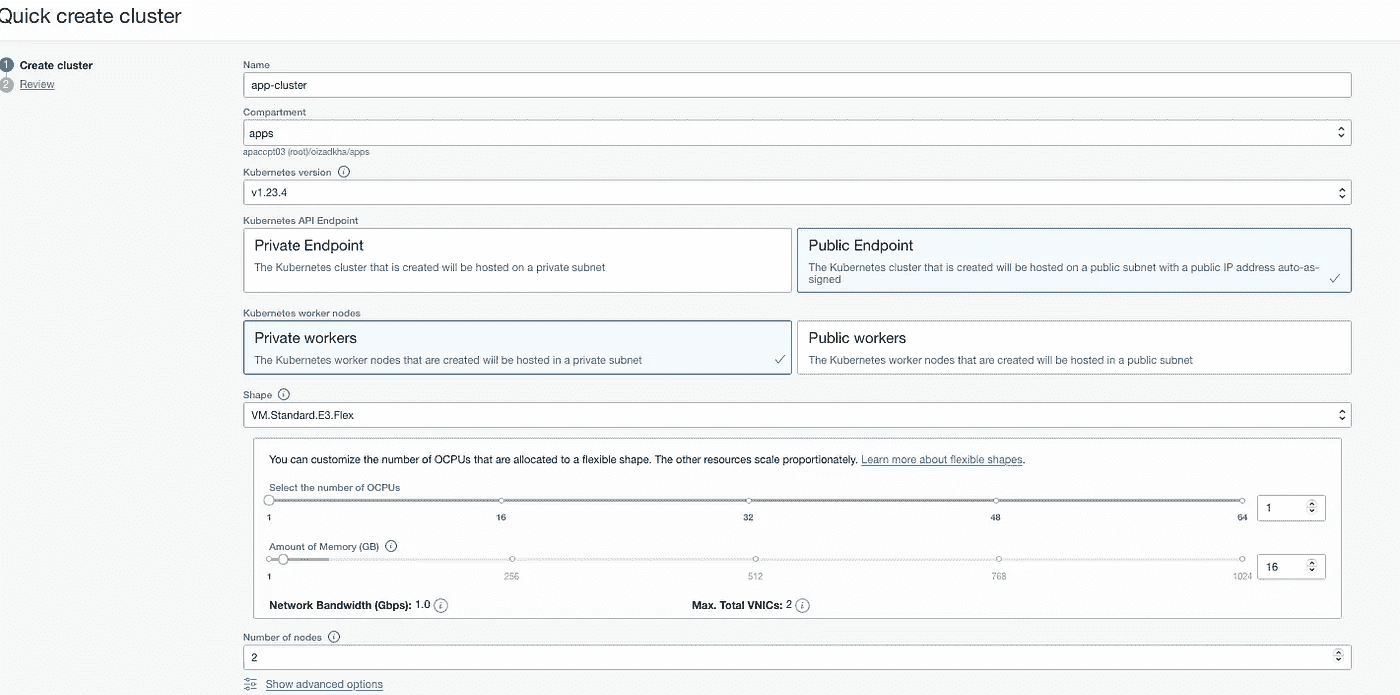 Quick create cluster
1 Create cluster
2 Review
Name
app-cluster
Compartment
apps
apaccpt03 (root)/oizadkha/apps
Kubernetes version
v1.23.4
Kubernetes API Endpoint
Private Endpoint
The Kubernetes cluster that is created will be hosted on a private subnet
Public Endpoint
The Kubernetes cluster that is created will be hosted on a public subnet with a public IP address auto-as-
signed
Kubernetes worker nodes
Private workers
The Kubernetes worker nodes that are created will be hosted in a private subnet
Public workers
The Kubernetes worker nodes that are created will be hosted in a public subnet
Shape
VM.Standard.E3.Flex
You can customize the number of OCPUs that are allocated to a flexible shape. The other resources scale proportionately. Learn more about flexible shapes.
Select the number of OCPUs
1 16 32 48 64
1
Amount of Memory (GB)
1 256 512 768 1024
16
Network Bandwidth (Gbps): 1.0
Max. Total VNICs: 2
Number of nodes
2
Show advanced options